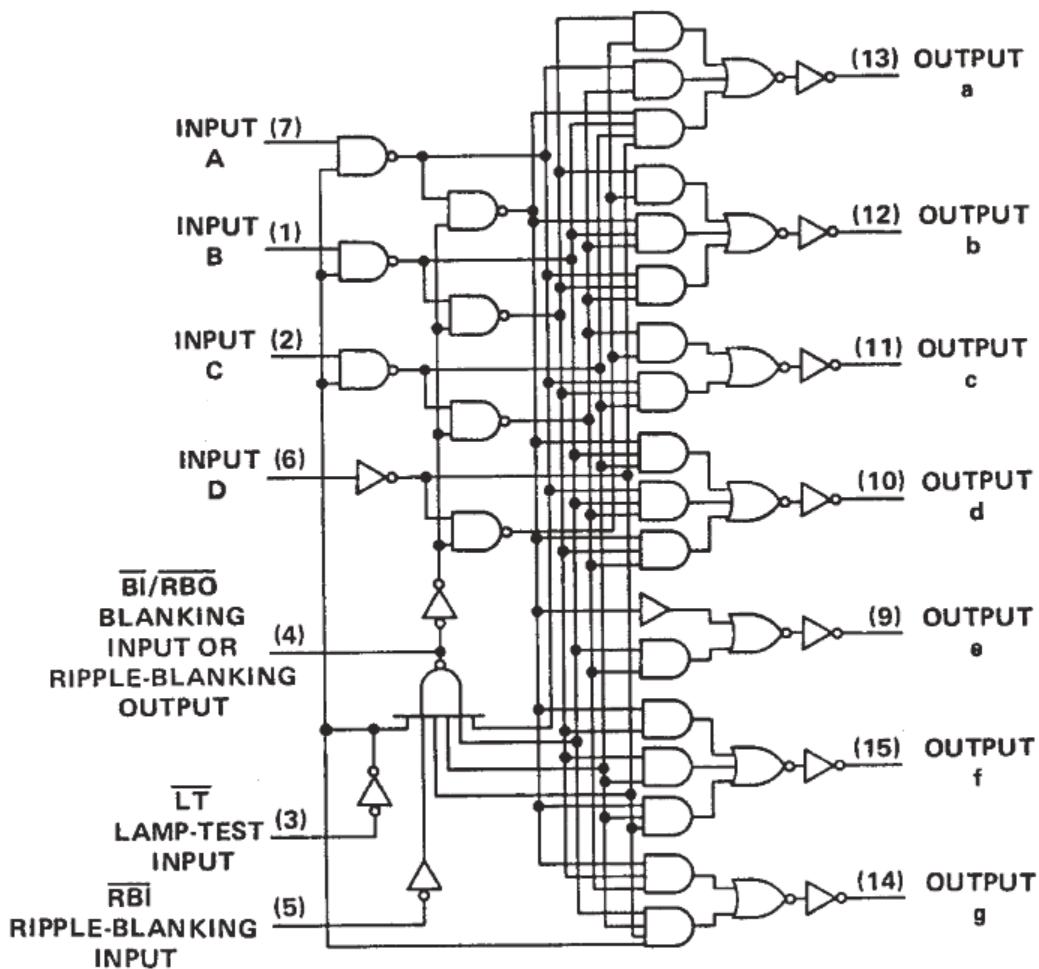 INPUT (7)
A
INPUT (1)
B
INPUT (2)
C
INPUT (6)
D
BI/RBO
BLANKING
INPUT OR (4)
RIPPLE-BLANKING
OUTPUT
LT
LAMP-TEST (3)
INPUT
RBI
RIPPLE-BLANKING (5)
INPUT
(13) OUTPUT
a
(12) OUTPUT
b
(11) OUTPUT
c
(10) OUTPUT
d
(9) OUTPUT
e
(15) OUTPUT
f
(14) OUTPUT
g